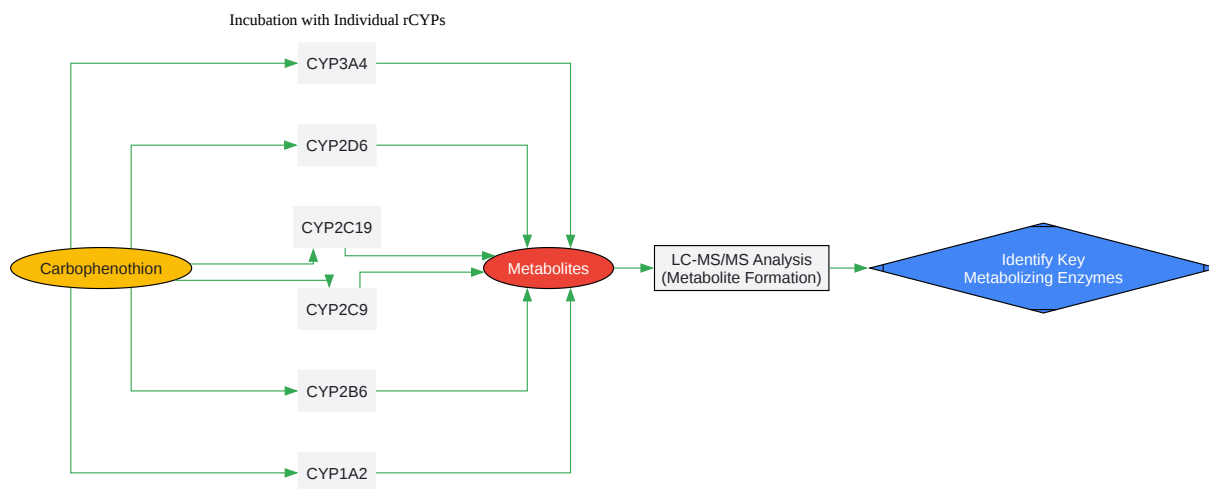 Incubation with Individual rCYPs
CYP3A4
CYP2D6
CYP2C19
Carbophenothion
CYP2C9
CYP2B6
CYP1A2
Metabolites
LC-MS/MS Analysis
(Metabolite Formation)
Identify Key
Metabolizing Enzymes